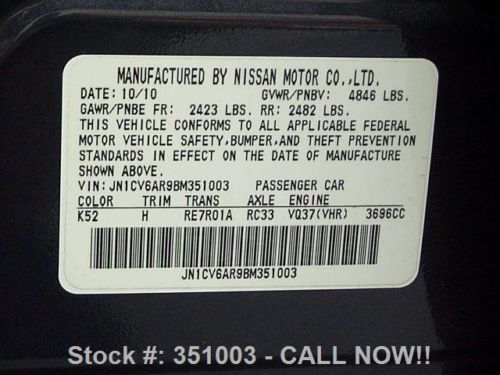 MANUFACTURED BY NISSAN MOTOR CO.,LTD.
DATE: 10/10 GVWR/PNBV: 4846 LBS.
GAWR/PNBE FR: 2423 LBS. RR: 2482 LBS.
THIS VEHICLE CONFORMS TO ALL APPLICABLE FEDERAL
MOTOR VEHICLE SAFETY,BUMPER,AND THEFT PREVENTION
STANDARDS IN EFFECT ON THE DATE OF MANUFACTURE
SHOWN ABOVE.
VIN: JN1CV6AR9BM351003 PASSENGER CAR
COLOR TRIM TRANS AXLE ENGINE
K52 H RE7R01A RC33 VQ37(VHR) 3696CC
JN1CV6AR9BM351003
Stock #: 351003 - CALL NOW!!